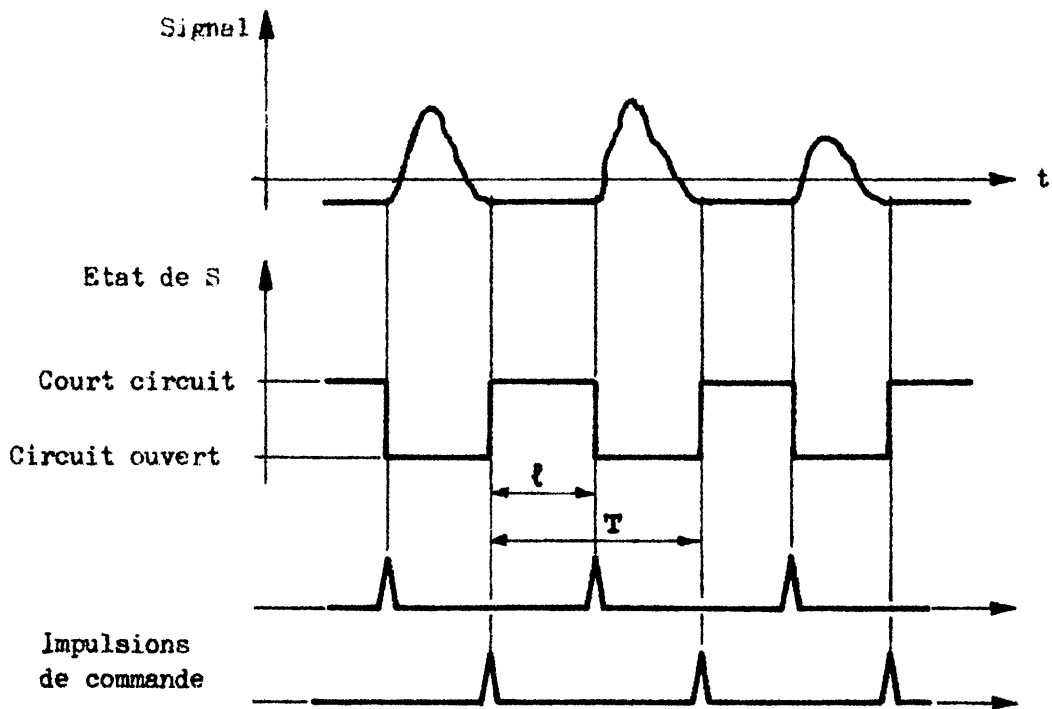 Signal
t
Etat de S
Court circuit
Circuit ouvert
ℓ
T
Impulsions
de commande